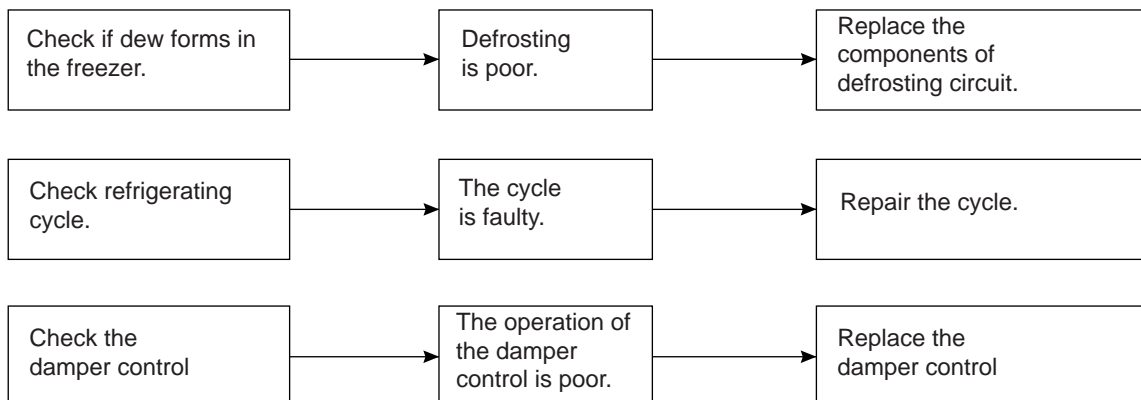 Check if dew forms in
the freezer.
Defrosting
is poor.
Replace the
components of
defrosting circuit.
Check refrigerating
cycle.
The cycle
is faulty.
Repair the cycle.
Check the
damper control
The operation of
the damper
control is poor.
Replace the
damper control